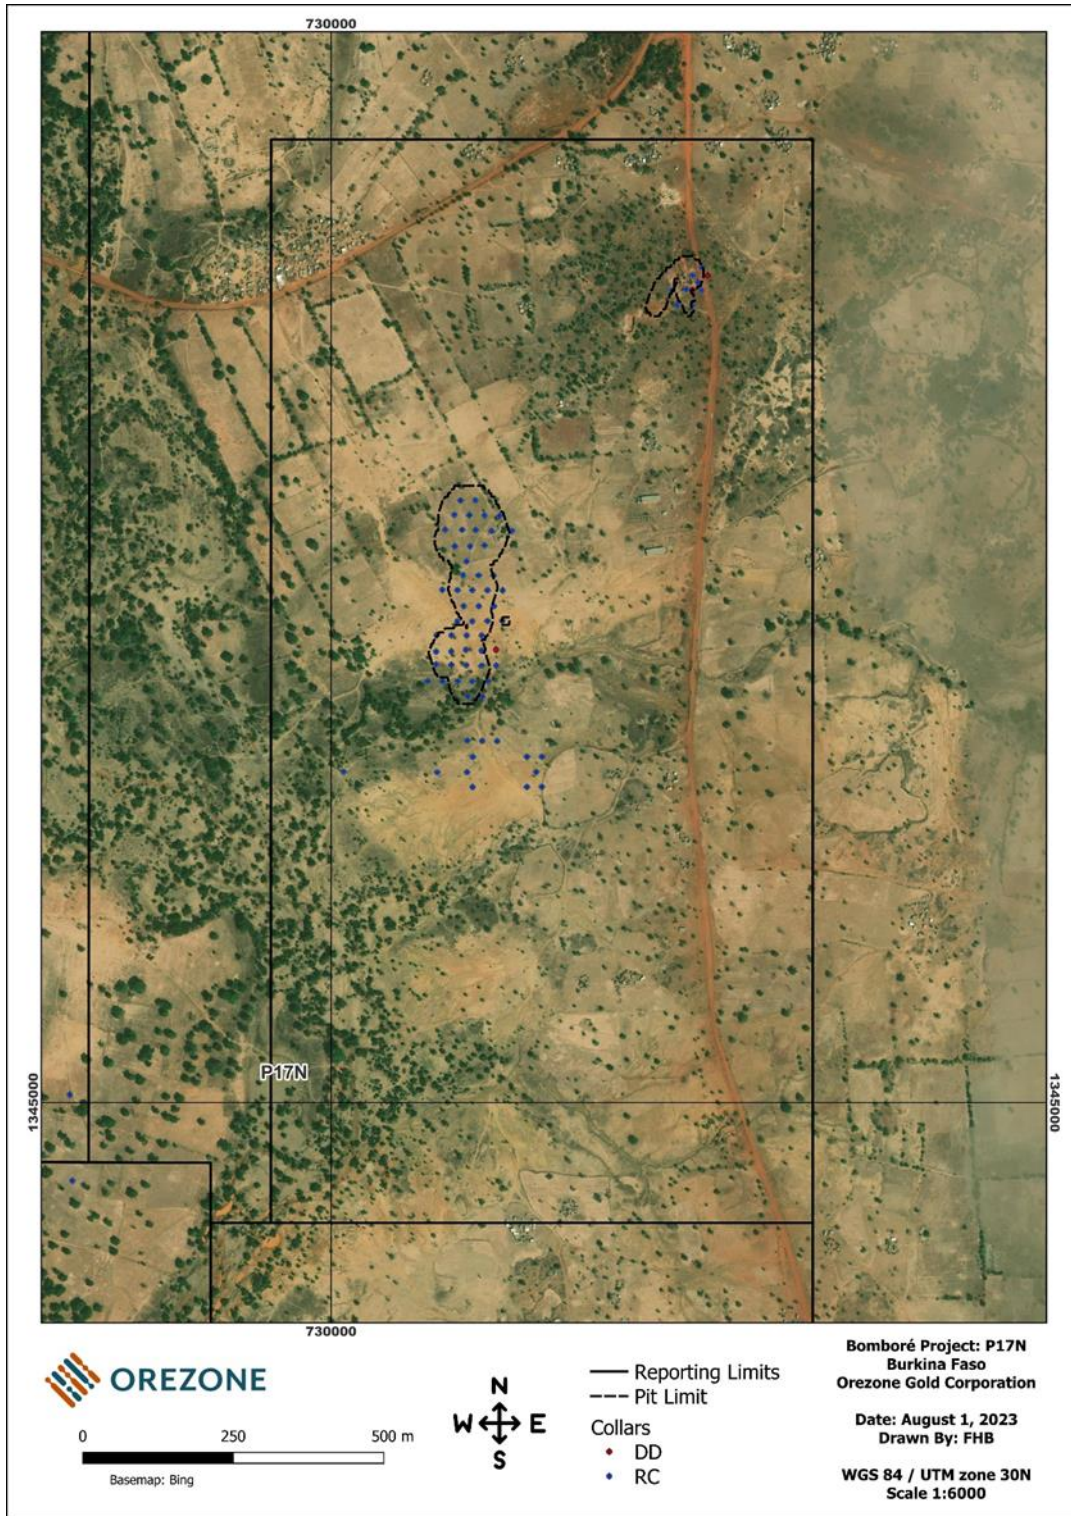 730000
P17N
1345000
1345000
730000
OREZONE
0 250 500 m
Basemap: Bing
N
W E
S
Reporting Limits
Pit Limit
Collars
DD
RC
Bomboré Project: P17N
Burkina Faso
Orezone Gold Corporation
Date: August 1, 2023
Drawn By: FHB
WGS 84 / UTM zone 30N
Scale 1:6000